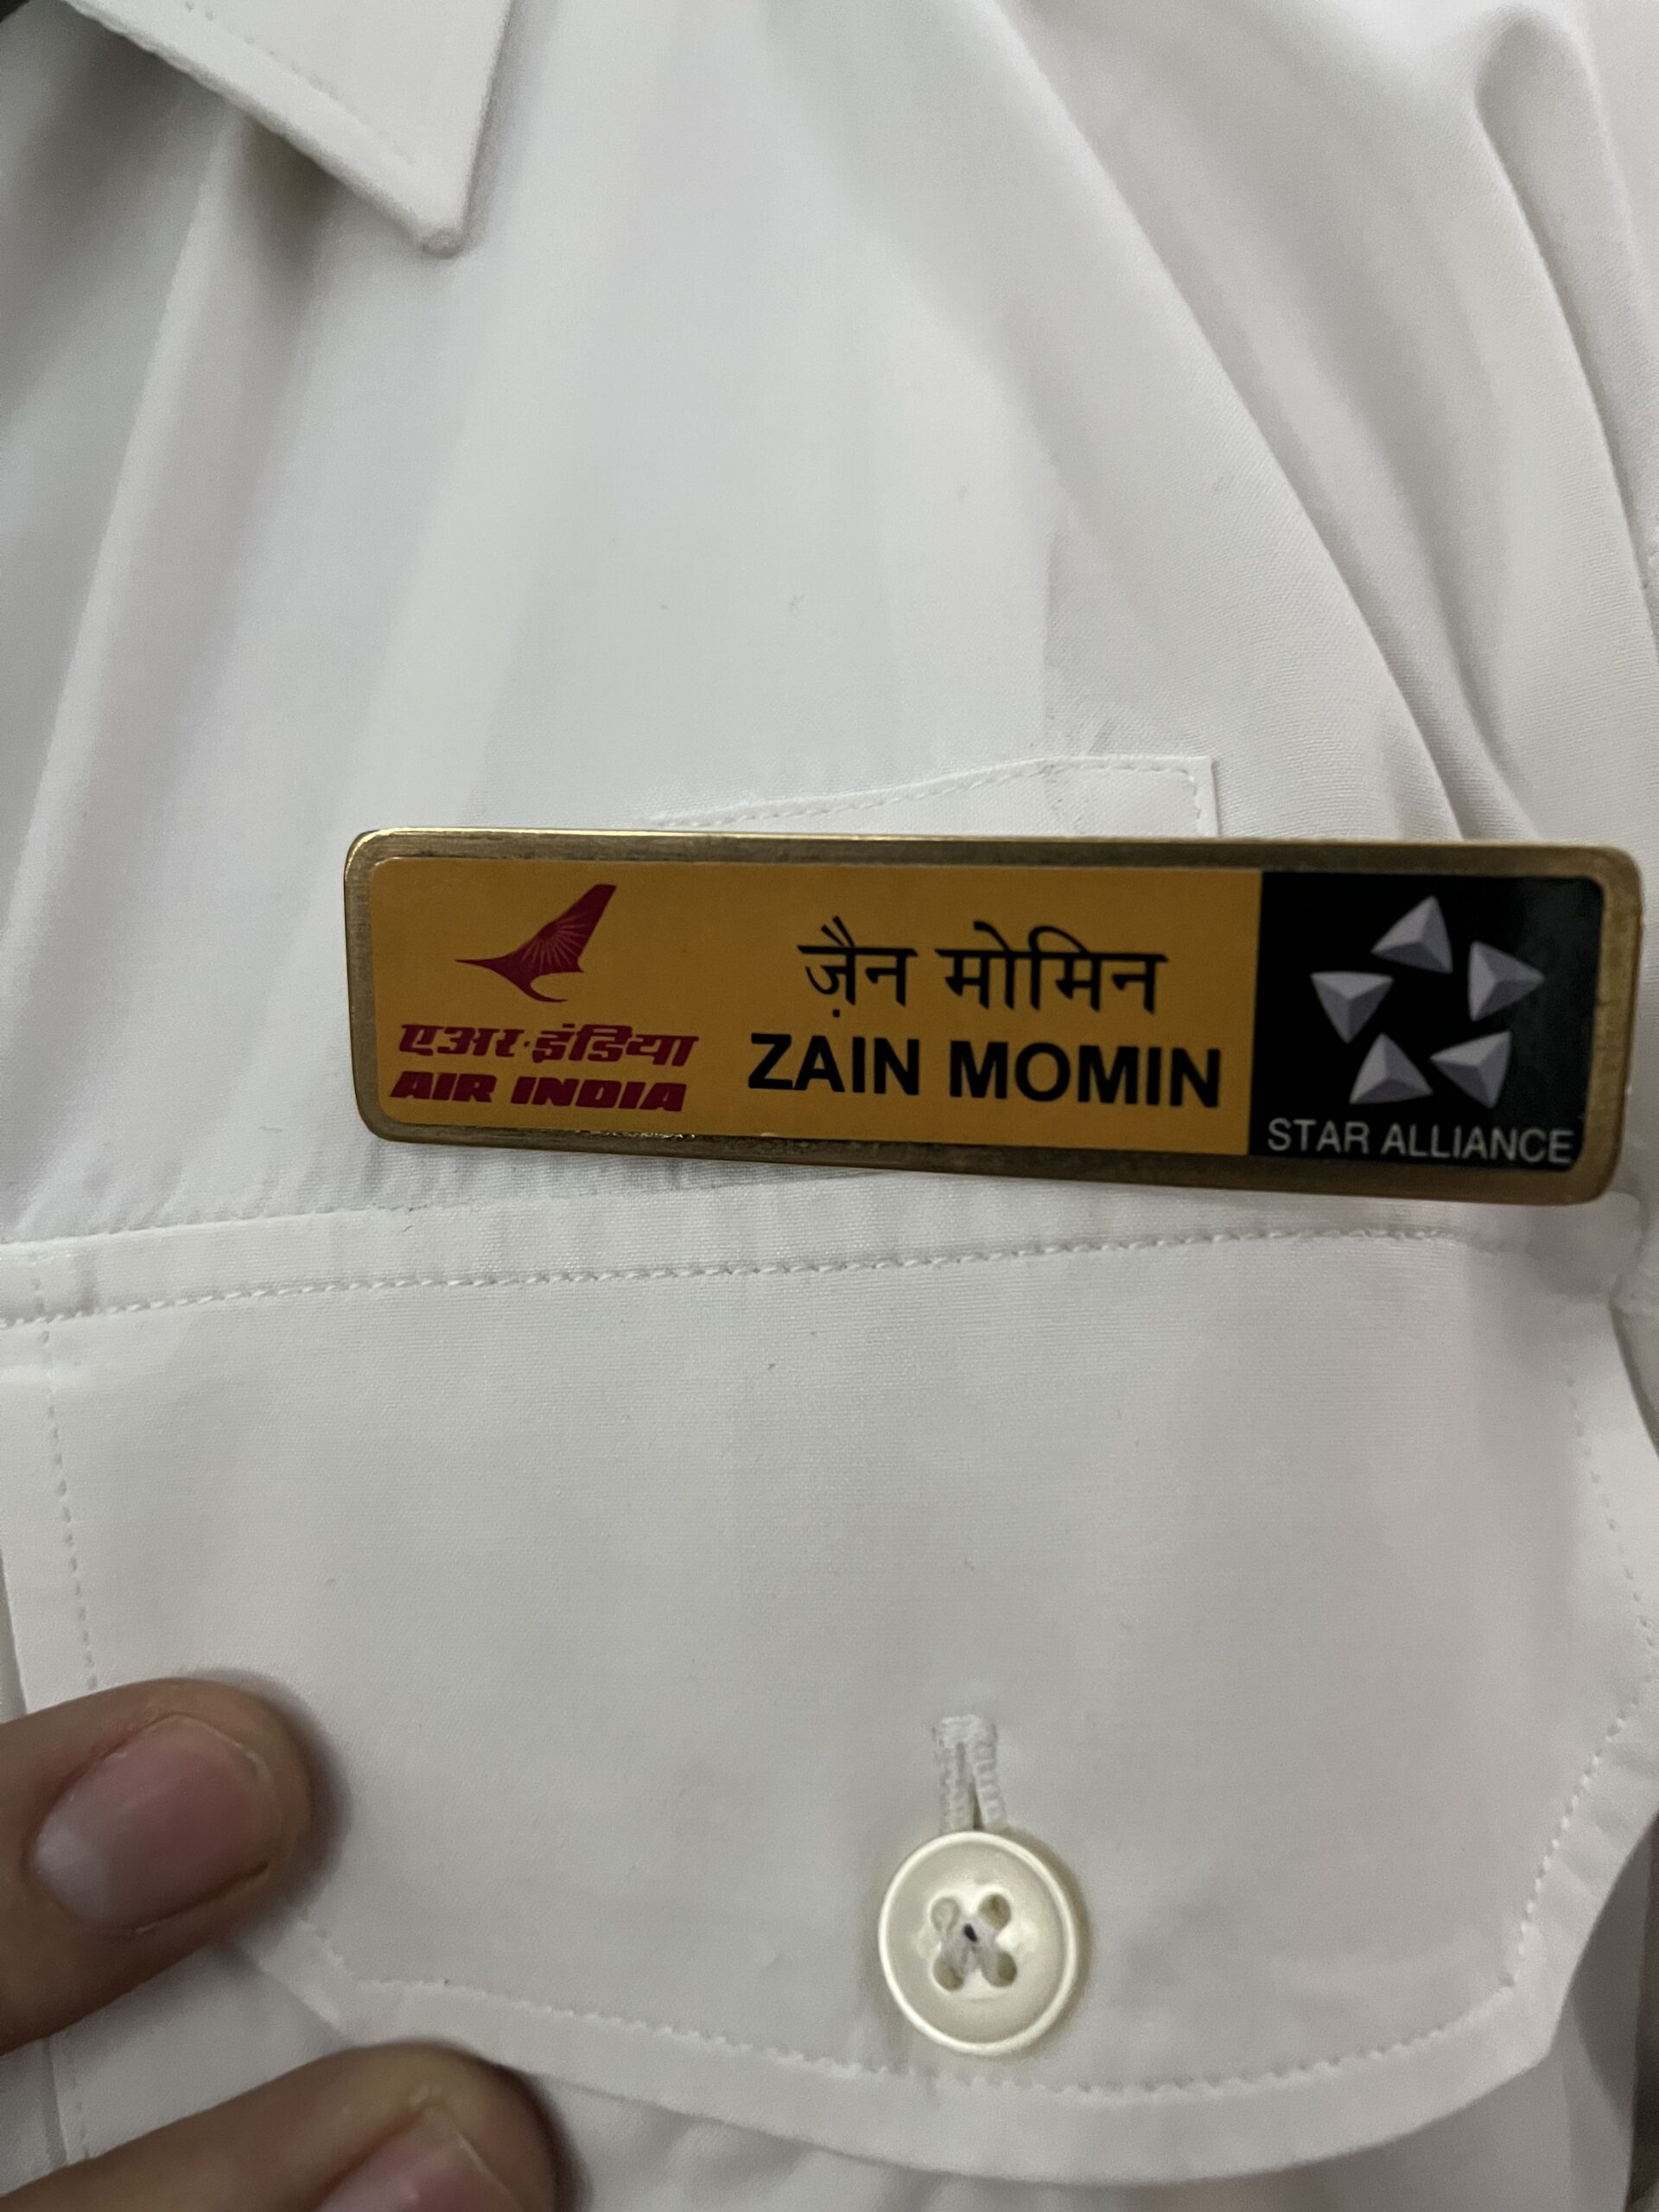 एअर-इंडिया
AIR INDIA
ज़ैन मोमिन
ZAIN MOMIN
STAR ALLIANCE